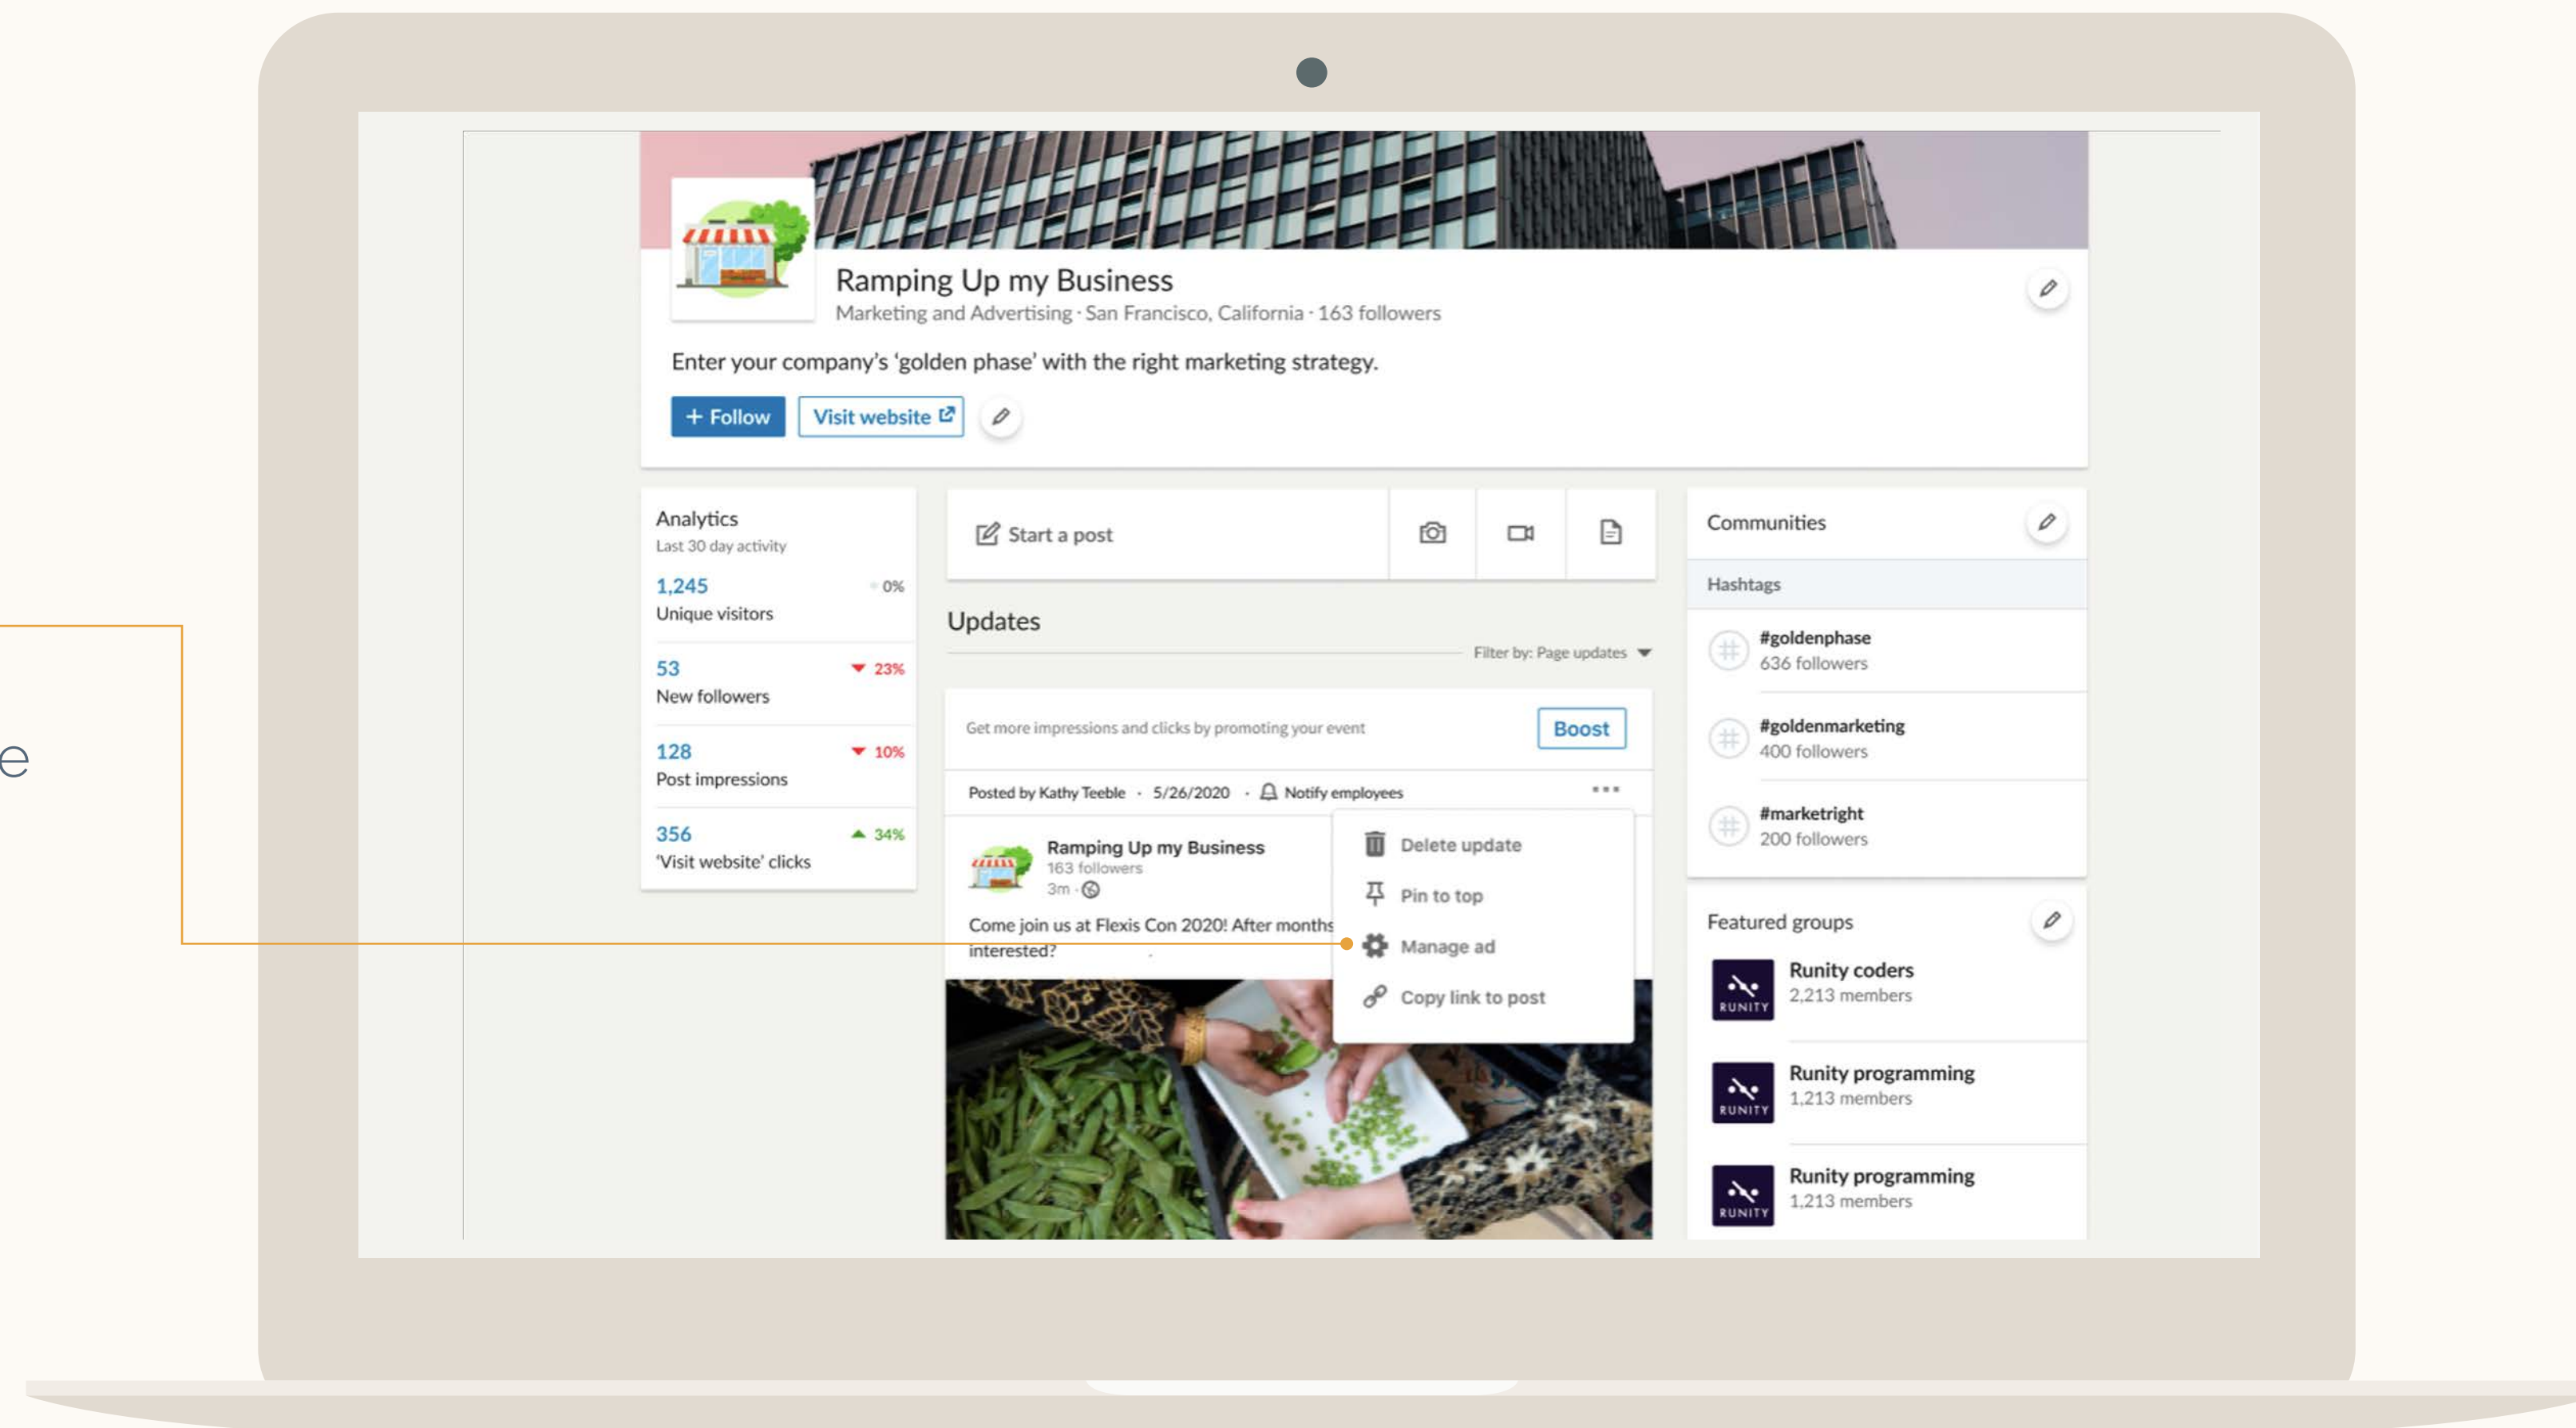 e
Ramping Up my Business
Marketing and Advertising · San Francisco, California · 163 followers
Enter your company's 'golden phase' with the right marketing strategy.
+ Follow
Visit website
Analytics
Last 30 day activity
1,245
0%
Unique visitors
53
23%
New followers
128
10%
Post impressions
356
34%
'Visit website' clicks
Start a post
Updates
Filter by: Page updates
Get more impressions and clicks by promoting your event
Boost
Posted by Kathy Teeble · 5/26/2020 · Notify employees
Ramping Up my Business
163 followers
3m ·
Come join us at Flexis Con 2020! After months
interested?
Delete update
Pin to top
Manage ad
Copy link to post
Communities
Hashtags
#goldenphase
636 followers
#goldenmarketing
400 followers
#marketright
200 followers
Featured groups
RUNITY
Runity coders
2,213 members
RUNITY
Runity programming
1,213 members
RUNITY
Runity programming
1,213 members